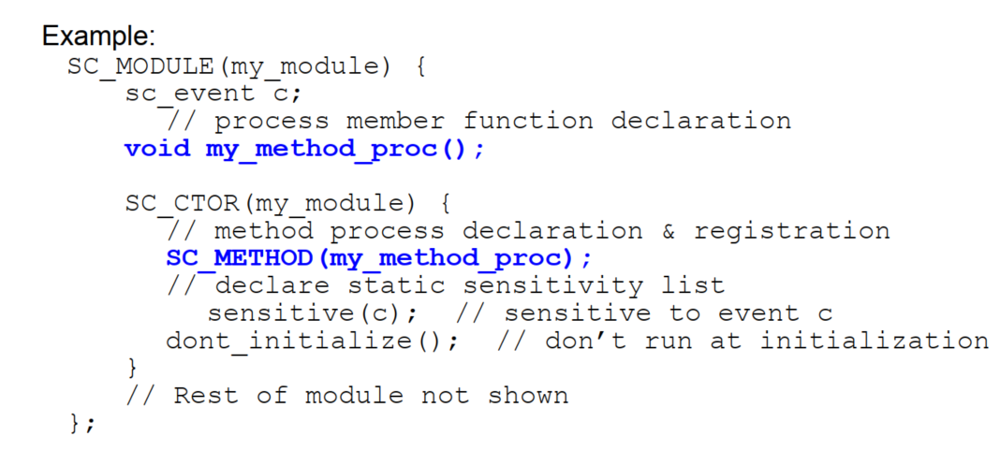 Example:
SC_MODULE(my_module) {
sc_event c;
// process member function declaration
void my_method_proc();
SC_CTOR(my_module) {
// method process declaration & registration
SC_METHOD(my_method_proc);
// declare static sensitivity list
sensitive(c); // sensitive to event c
dont_initialize(); // don’t run at initialization
}
// Rest of module not shown
};